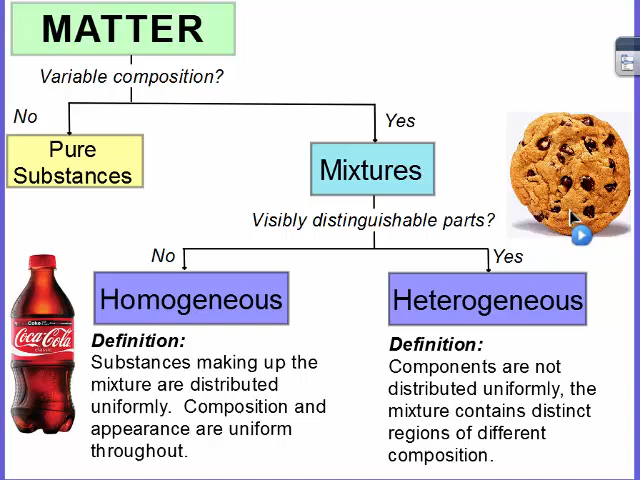 MATTER
Variable composition?
No
Yes
Pure
Substances
Mixtures
Visibly distinguishable parts?
No
Yes
Homogeneous
Heterogeneous
Coke
Coca-Cola
classic
Definition:
Substances making up the
mixture are distributed
uniformly. Composition and
appearance are uniform
throughout.
Definition:
Components are not
distributed uniformly, the
mixture contains distinct
regions of different
composition.